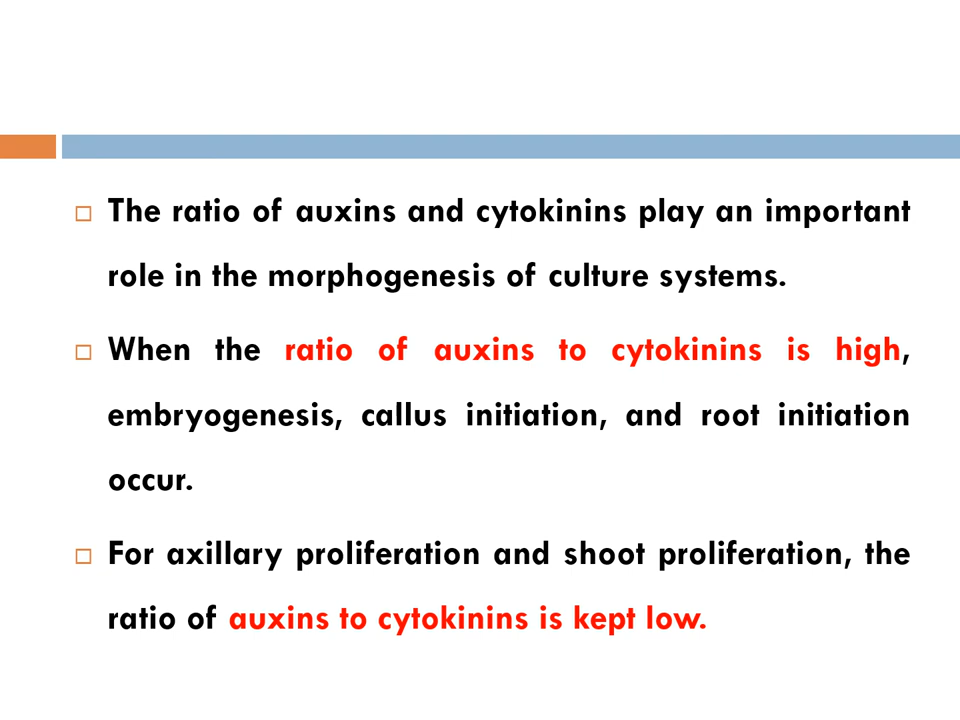 The ratio of auxins and cytokinins play an important
role in the morphogenesis of culture systems.
When the ratio of auxins to cytokinins is high,
embryogenesis, callus initiation, and root initiation
occur.
For axillary proliferation and shoot proliferation, the
ratio of auxins to cytokinins is kept low.